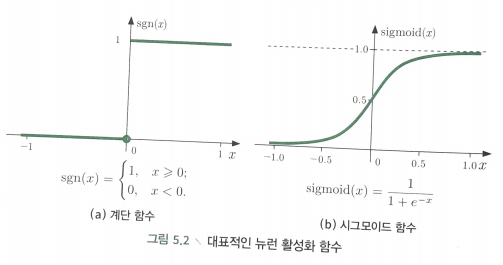 sgn(x)
1
−1
0
1 x
sgn(x) = {1, x ⩾ 0;
0, x < 0.
(a) 계단 함수
sigmoid(x)
1.0
0.5
−1.0 −0.5 0 0.5 1.0 x
sigmoid(x) = 1 / (1 + e^{−x})
(b) 시그모이드 함수
그림 5.2 \ 대표적인 뉴런 활성화 함수